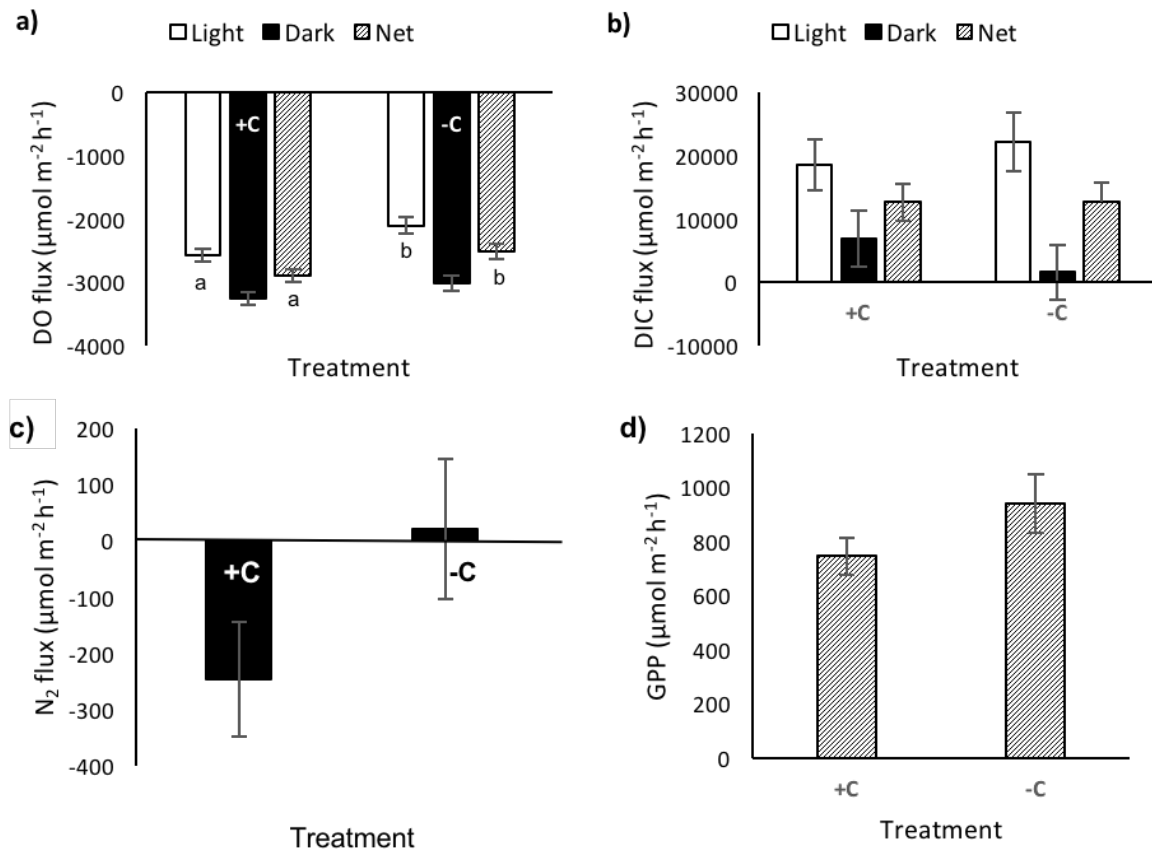 a)
Light Dark Net
0
-1000
-2000
-3000
-4000
DO flux (µmol m⁻² h⁻¹)
+C
-C
a
a
b
b
Treatment
b)
Light Dark Net
30000
20000
10000
0
-10000
DIC flux (µmol m⁻² h⁻¹)
+C
-C
Treatment
c)
200
100
0
-100
-200
-300
-400
N₂ flux (µmol m⁻² h⁻¹)
+C
-C
Treatment
d)
1200
1000
800
600
400
200
0
GPP (µmol m⁻² h⁻¹)
+C
-C
Treatment